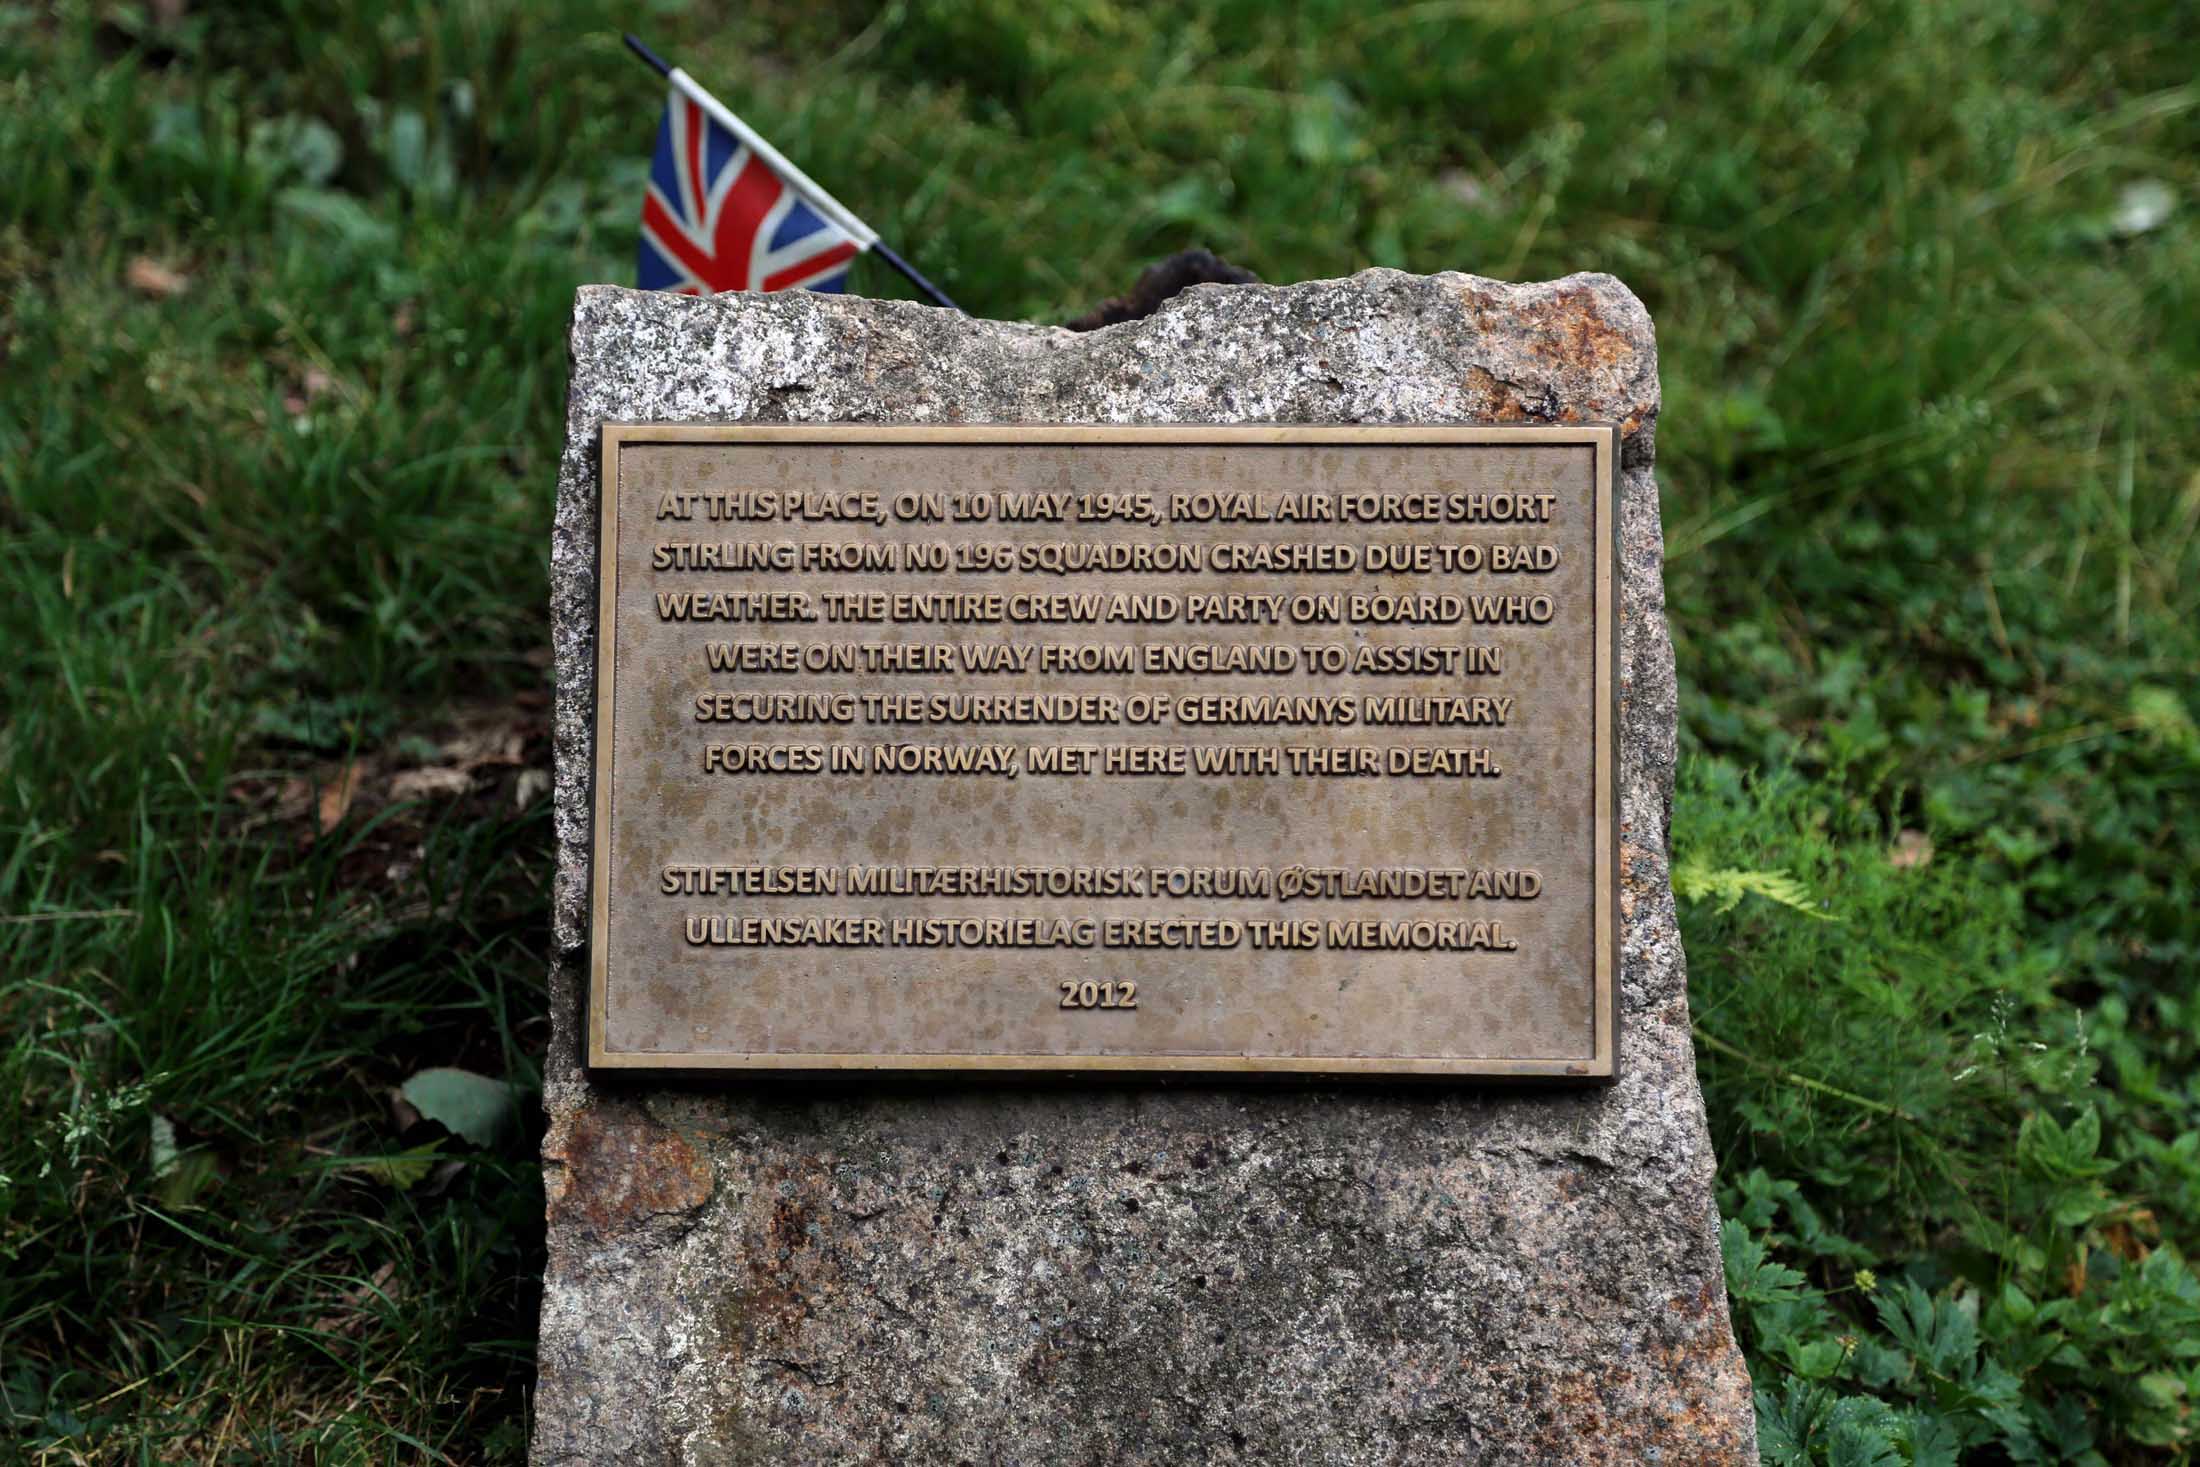 AT THIS PLACE, ON 10 MAY 1945, ROYAL AIR FORCE SHORT
STIRLING FROM N0 196 SQUADRON CRASHED DUE TO BAD
WEATHER. THE ENTIRE CREW AND PARTY ON BOARD WHO
WERE ON THEIR WAY FROM ENGLAND TO ASSIST IN
SECURING THE SURRENDER OF GERMANYS MILITARY
FORCES IN NORWAY, MET HERE WITH THEIR DEATH.
STIFTELSEN MILITÆRHISTORISK FORUM ØSTLANDET AND
ULLENSAKER HISTORIELAG ERECTED THIS MEMORIAL.
2012